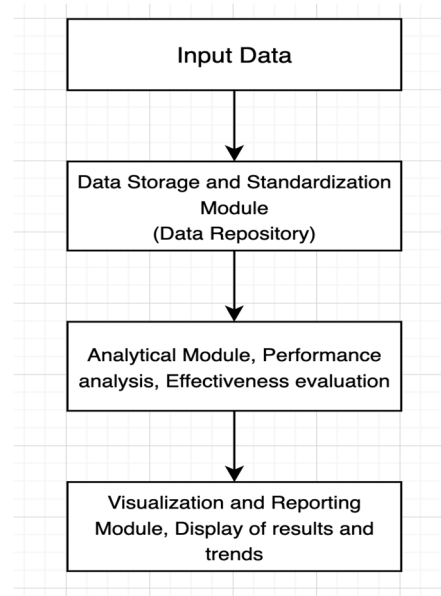 Input Data
Data Storage and Standardization
Module
(Data Repository)
Analytical Module, Performance
analysis, Effectiveness evaluation
Visualization and Reporting
Module, Display of results and
trends